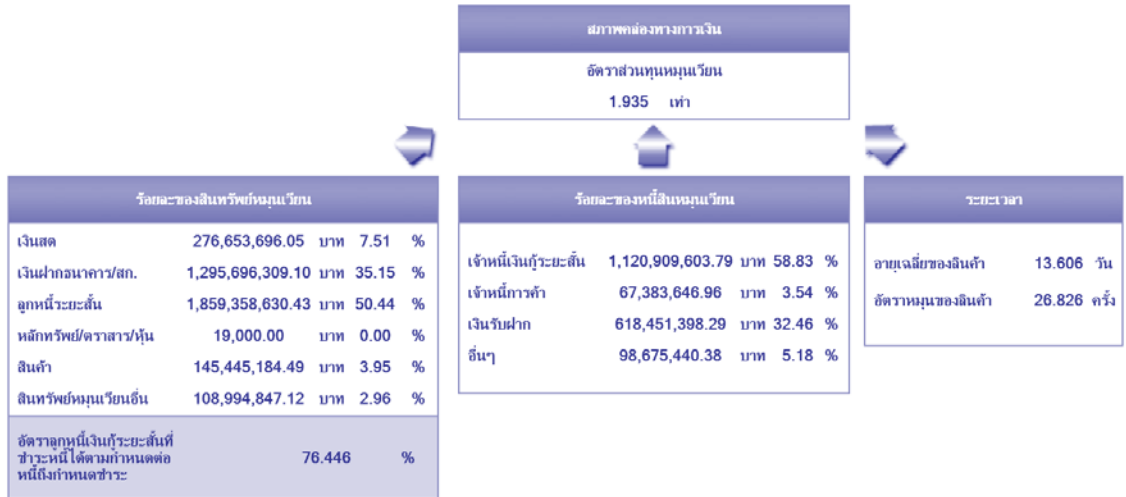 สภาพคล่องทางการเงิน
อัตราส่วนทุนหมุนเวียน
1.935 เท่า
ร้อยละของสินทรัพย์หมุนเวียน
เงินสด 276,653,696.05 บาท 7.51 %
เงินฝากธนาคาร/สก. 1,295,696,309.10 บาท 35.15 %
ลูกหนี้ระยะสั้น 1,859,358,630.43 บาท 50.44 %
หลักทรัพย์/ตราสาร/หุ้น 19,000.00 บาท 0.00 %
สินค้า 145,445,184.49 บาท 3.95 %
สินทรัพย์หมุนเวียนอื่น 108,994,847.12 บาท 2.96 %
อัตราลูกหนี้เงินกู้ระยะสั้นที่
ชำระหนี้ได้ตามกำหนดต่อ 76.446 %
หนี้ถึงกำหนดชำระ
ร้อยละของหนี้สินหมุนเวียน
เจ้าหนี้เงินกู้ระยะสั้น 1,120,909,603.79 บาท 58.83 %
เจ้าหนี้การค้า 67,383,646.96 บาท 3.54 %
เงินรับฝาก 618,451,398.29 บาท 32.46 %
อื่นๆ 98,675,440.38 บาท 5.18 %
ระยะเวลา
อายุเฉลี่ยของสินค้า 13.606 วัน
อัตราหมุนของสินค้า 26.826 ครั้ง